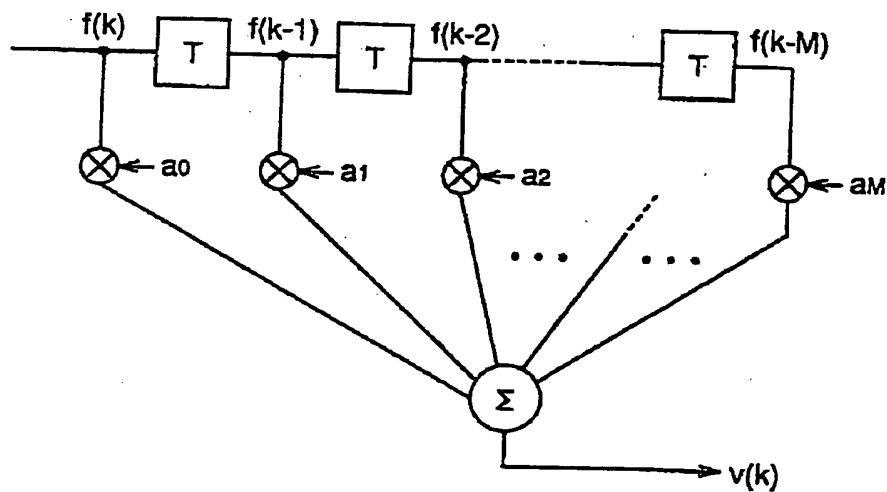 f(k) f(k-1) f(k-2) f(k-M)
T T T
a0 a1 a2 aM
Σ
v(k)